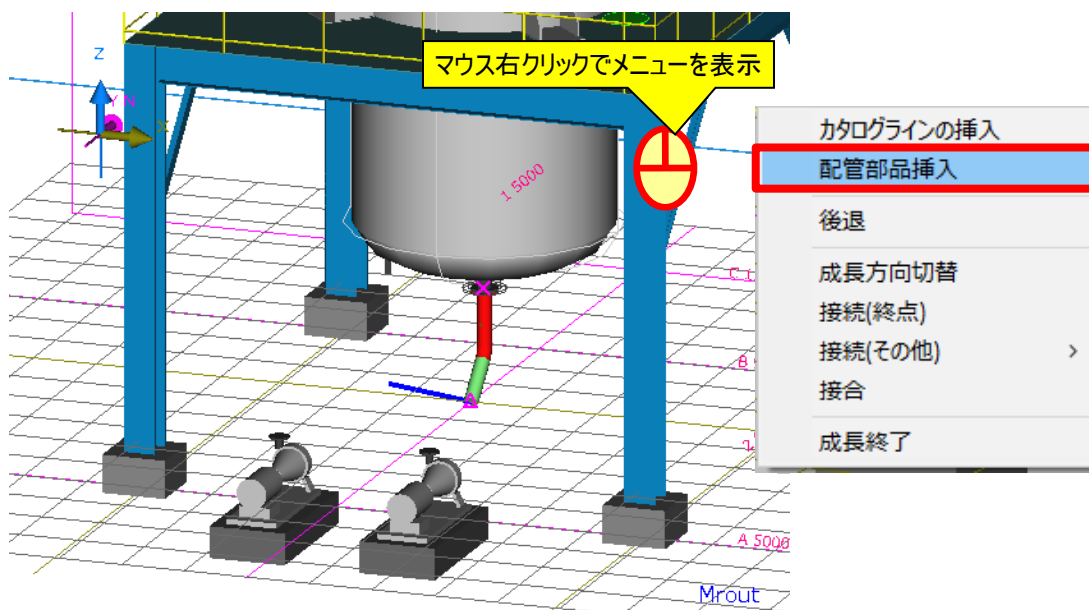 マウス右クリックでメニューを表示
Z
Y N
X
1 5000
カタログラインの挿入
配管部品挿入
後退
成長方向切替
接続(終点)
接続(その他)
接合
成長終了
B
A 5000
Mrout